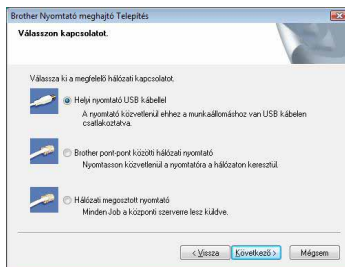 Brother Nyomtató meghajtó Telepítés
Válasszon kapcsolatot.
Válassza ki a megfelelő hálózati kapcsolatot.
Helyi nyomtató USB kábellel
A nyomtató közvetlenül ehhez a munkaállomáshoz van USB kábelen
csatlakoztatva.
Brother pont-pont közötti hálózati nyomtató
Nyomtasson közvetlenül a nyomtatóra a hálózaton keresztül.
Hálózati megosztott nyomtató
Minden Job a központi szerverre lesz küldve.
< Vissza Következő > Mégsem